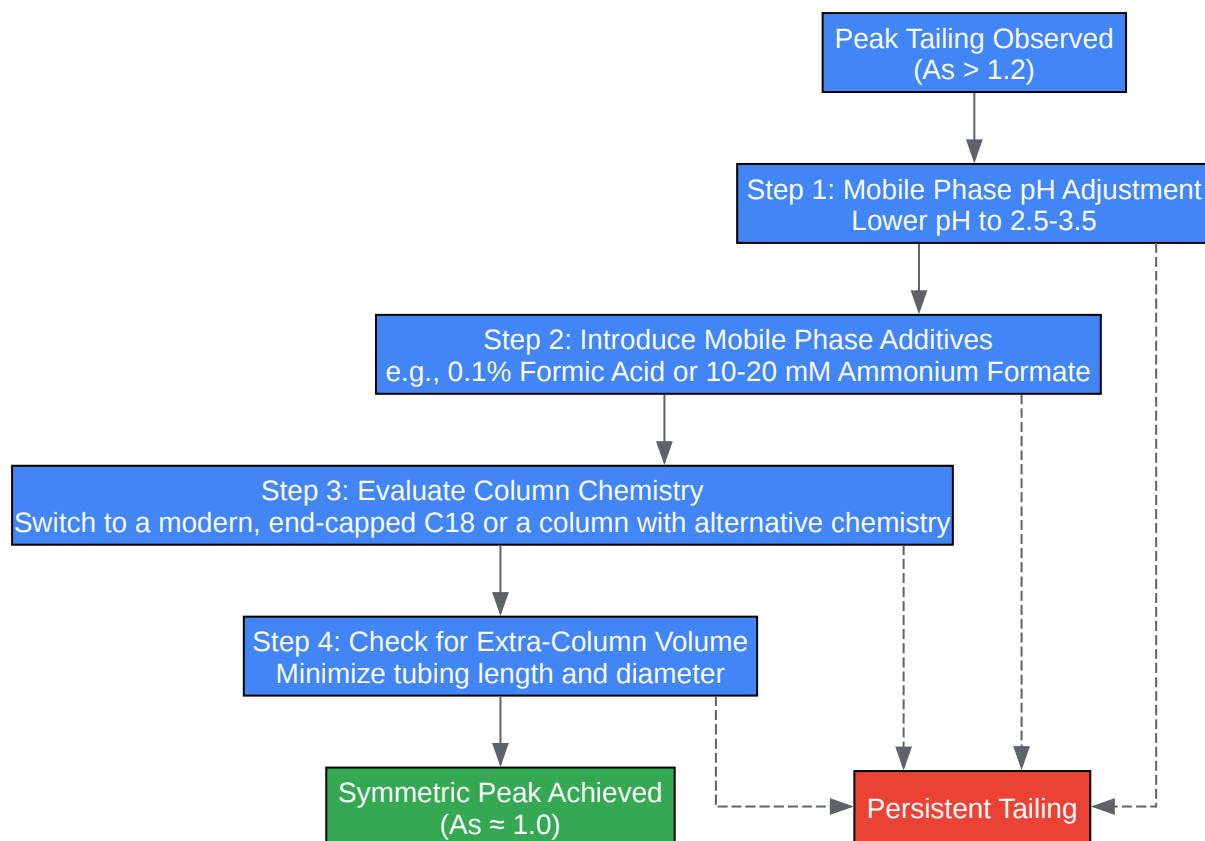 Peak Tailing Observed
(As > 1.2)
Step 1: Mobile Phase pH Adjustment
Lower pH to 2.5-3.5
Step 2: Introduce Mobile Phase Additives
e.g., 0.1% Formic Acid or 10-20 mM Ammonium Formate
Step 3: Evaluate Column Chemistry
Switch to a modern, end-capped C18 or a column with alternative chemistry
Step 4: Check for Extra-Column Volume
Minimize tubing length and diameter
Symmetric Peak Achieved
(As ≈ 1.0)
Persistent Tailing